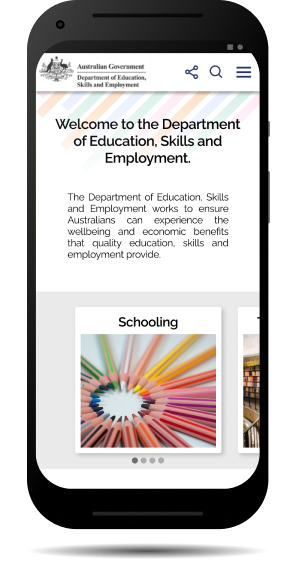 Australian Government
Department of Education,
Skills and Employment
Welcome to the Department
of Education, Skills and
Employment.
The Department of Education, Skills
and Employment works to ensure
Australians can experience the
wellbeing and economic benefits
that quality education, skills and
employment provide.
Schooling